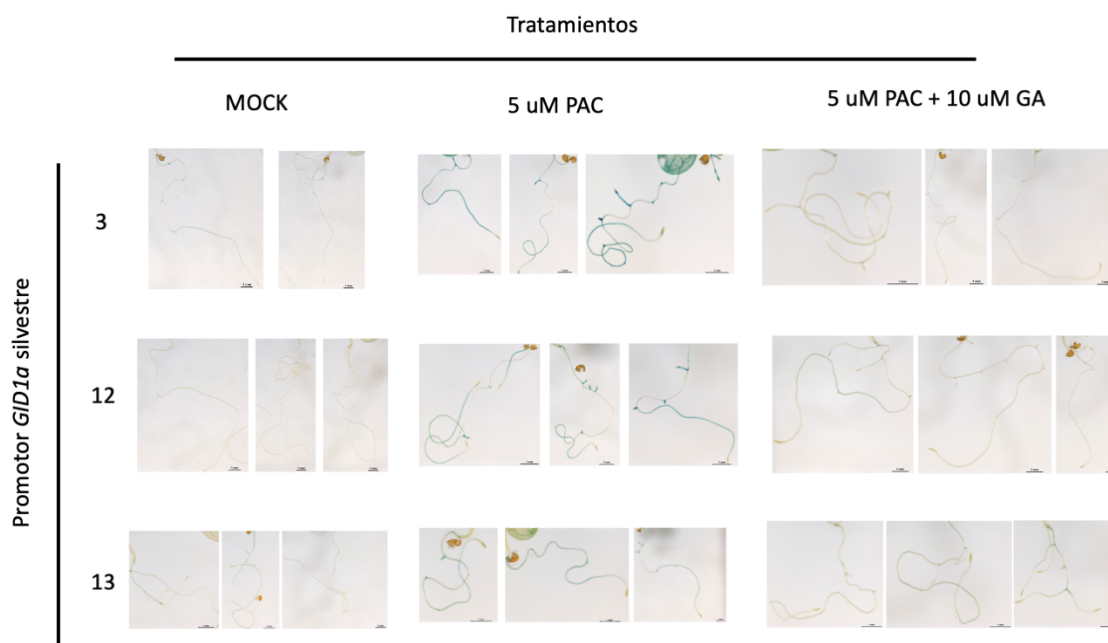 Tratamientos
MOCK
5 uM PAC
5 uM PAC + 10 uM GA
Promotor GID1a silvestre
3
12
13